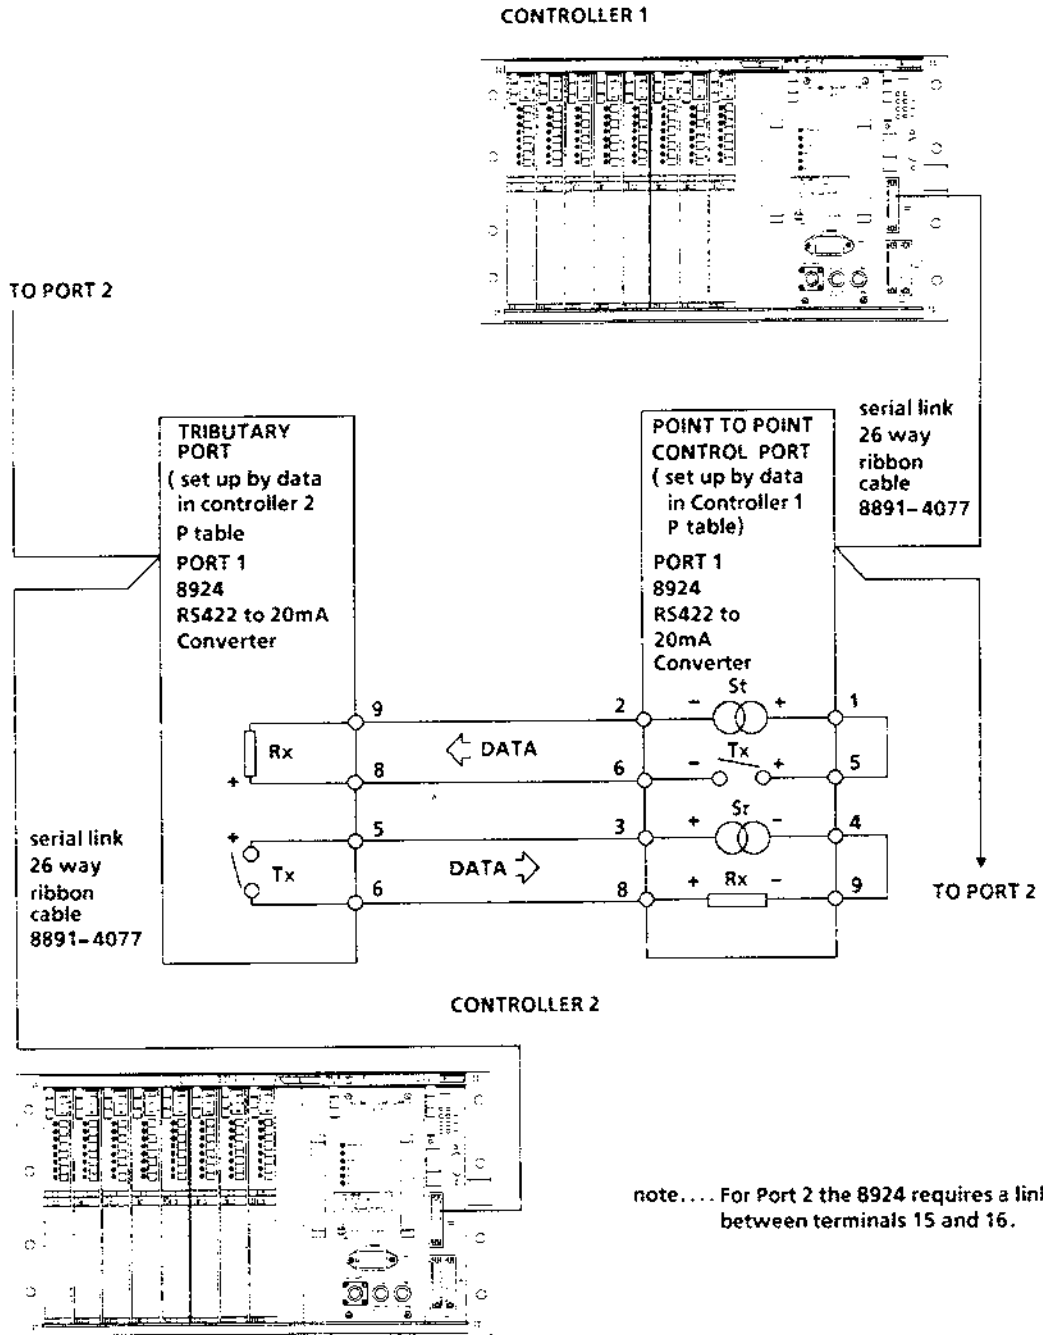 CONTROLLER 1
TO PORT 2
TRIBUTARY
PORT
( set up by data
in controller 2
P table
PORT 1
8924
RS422 to 20mA
Converter
POINT TO POINT
CONTROL PORT
( set up by data
in Controller 1
P table)
PORT 1
8924
RS422 to
20mA
Converter
serial link
26 way
ribbon
cable
8891-4077
St
- +
2
1
9
Rx
DATA
Tx
- +
6
5
8
+
Sr
+ -
3
4
5
+
Tx
DATA
+ Rx -
8
9
6
TO PORT 2
serial link
26 way
ribbon
cable
8891-4077
CONTROLLER 2
note.... For Port 2 the 8924 requires a link
between terminals 15 and 16.